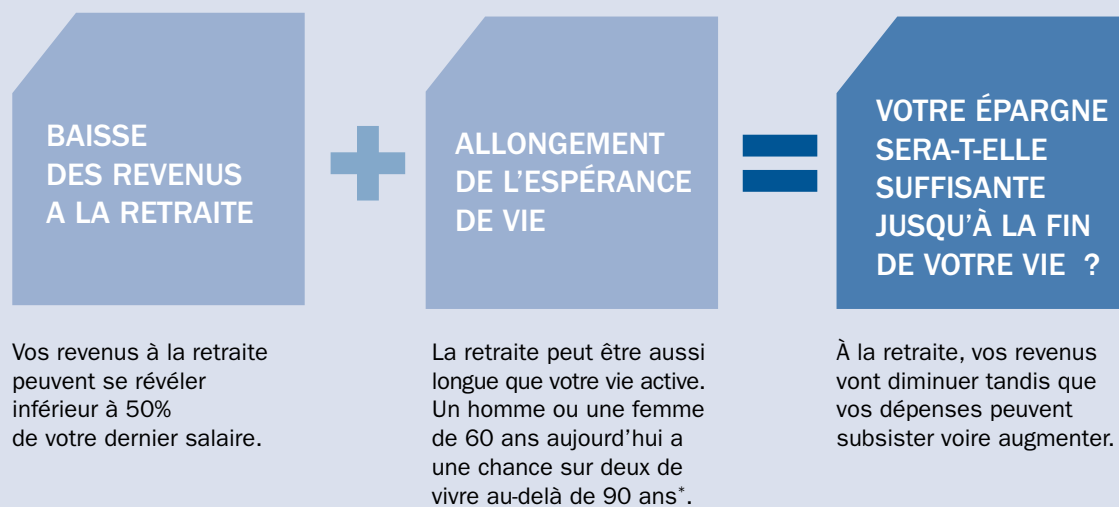 BAISSE
DES REVENUS
A LA RETRAITE
+
ALLONGEMENT
DE L’ESPÉRANCE
DE VIE
=
VOTRE ÉPARGNE
SERA-T-ELLE
SUFFISANTE
JUSQU’À LA FIN
DE VOTRE VIE ?
Vos revenus à la retraite
peuvent se révéler
inférieur à 50%
de votre dernier salaire.
La retraite peut être aussi
longue que votre vie active.
Un homme ou une femme
de 60 ans aujourd’hui a
une chance sur deux de
vivre au-delà de 90 ans*.
À la retraite, vos revenus
vont diminuer tandis que
vos dépenses peuvent
subsister voire augmenter.